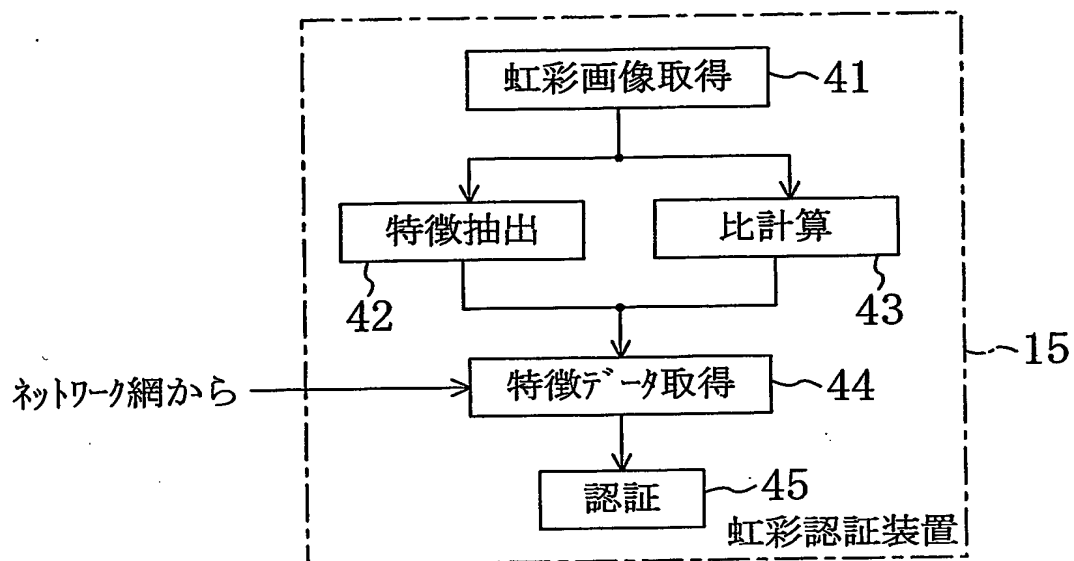 虹彩画像取得
41
特徴抽出
比計算
42
43
15
ネットワーク網から
特徴データ取得
44
認証
45
虹彩認証装置